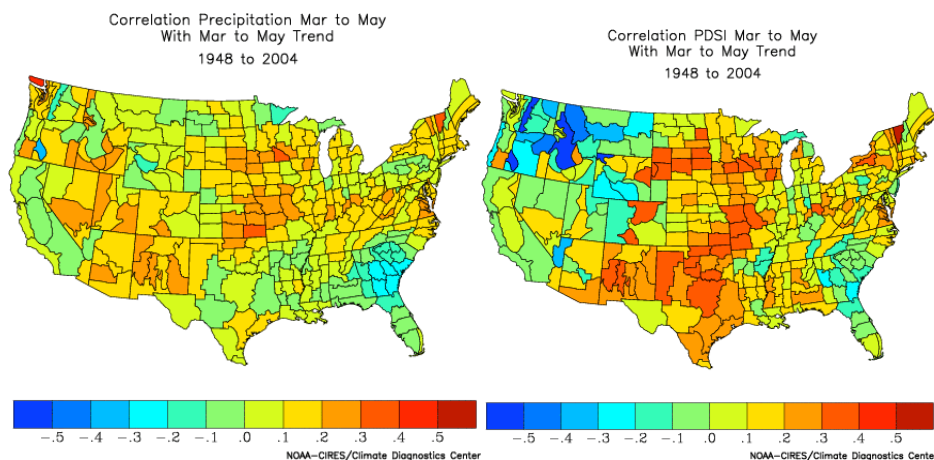 Correlation Precipitation Mar to May
With Mar to May Trend
1948 to 2004
-.5 -.4 -.3 -.2 -.1 .0 .1 .2 .3 .4 .5
NOAA-CIRES/Climate Diagnostics Center
Correlation PDSI Mar to May
With Mar to May Trend
1948 to 2004
-.5 -.4 -.3 -.2 -.1 .0 .1 .2 .3 .4 .5
NOAA-CIRES/Climate Diagnostics Cente